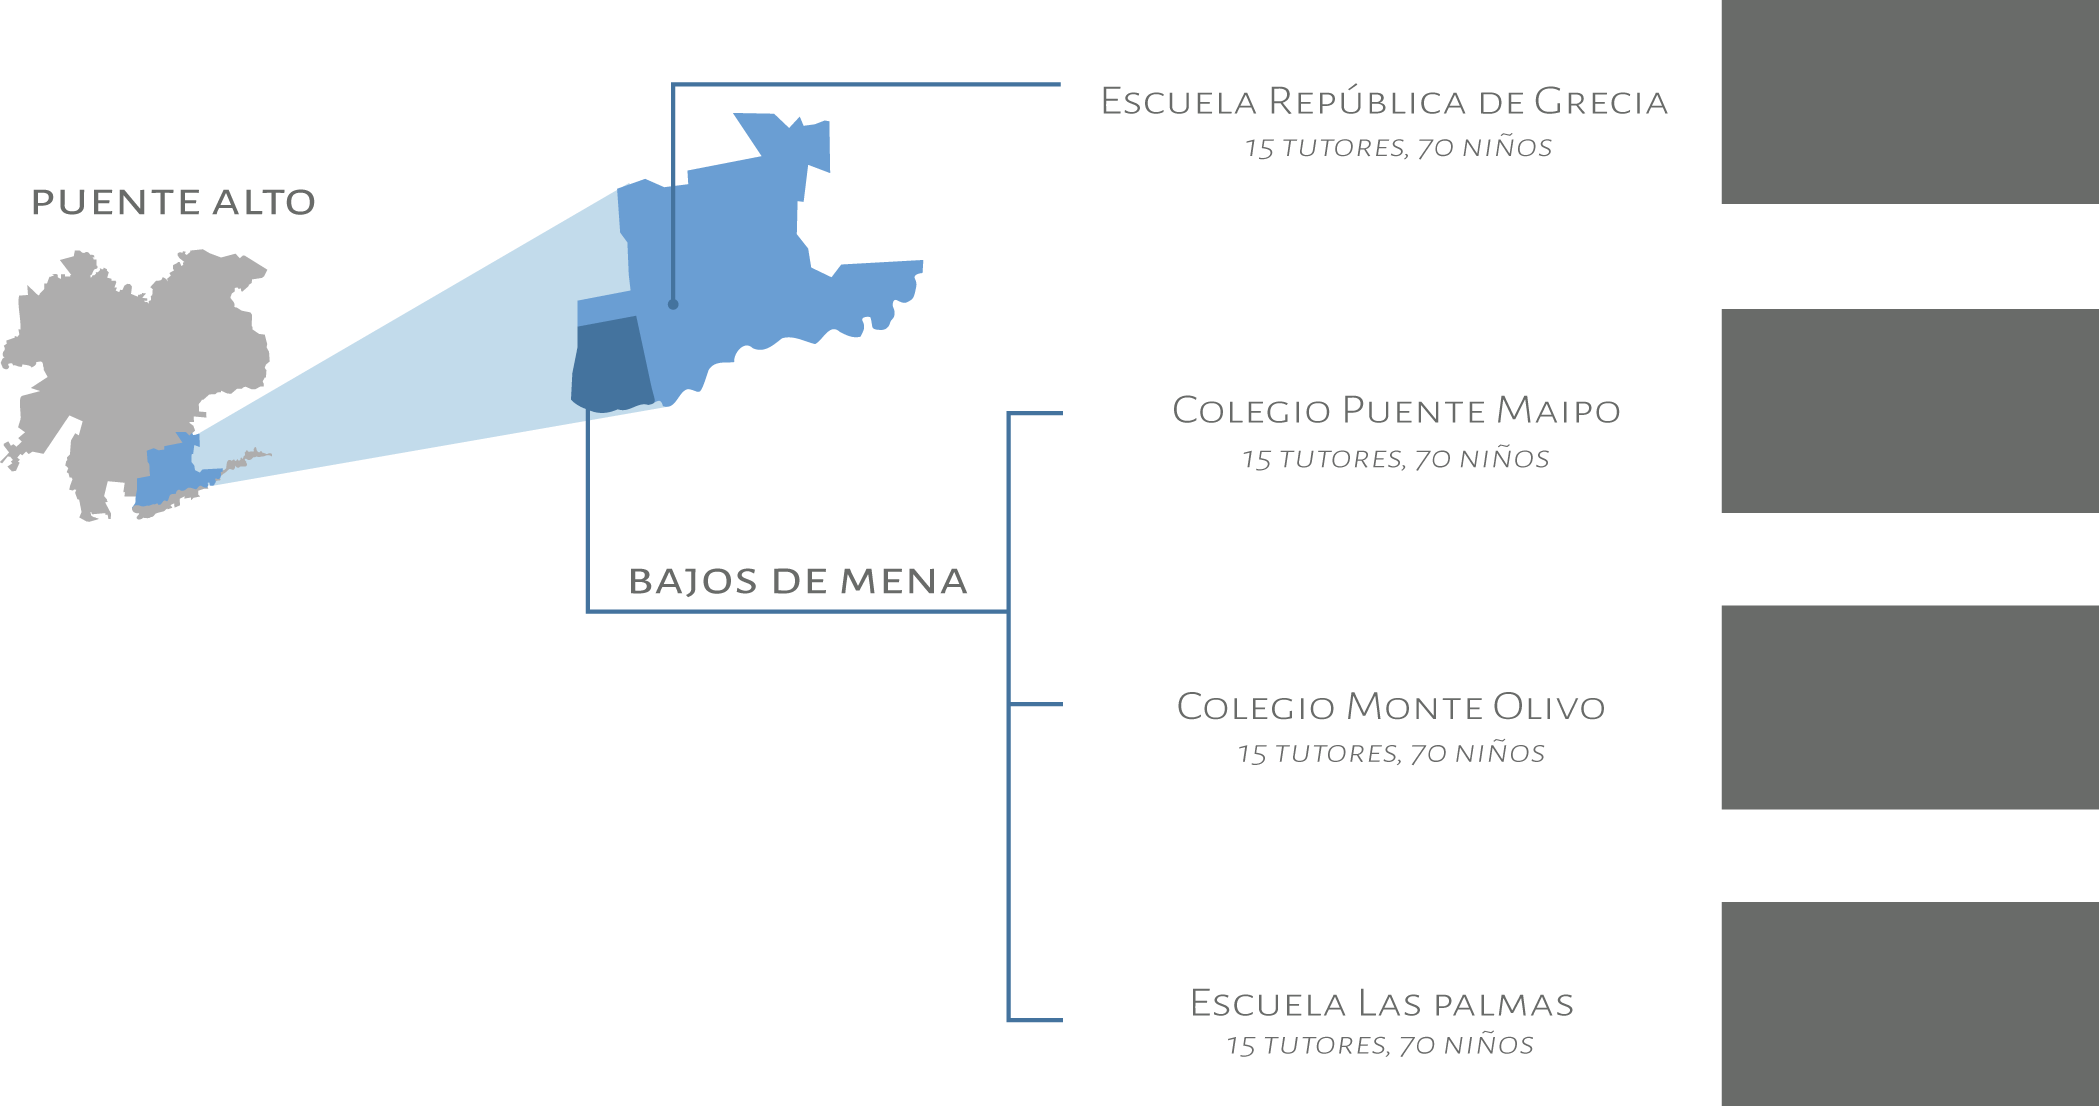 Escuela República de Grecia
15 TUTORES, 70 NIÑOS
PUENTE ALTO
Colegio Puente Maipo
15 TUTORES, 70 NIÑOS
BAJOS DE MENA
Colegio Monte Olivo
15 TUTORES, 70 NIÑOS
Escuela Las palmas
15 TUTORES, 70 NIÑOS